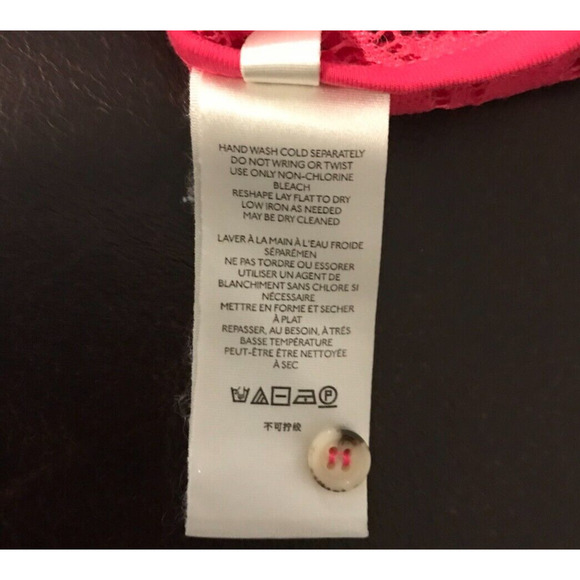 HAND WASH COLD SEPARATELY
DO NOT WRING OR TWIST
USE ONLY NON-CHLORINE
BLEACH
RESHAPE LAY FLAT TO DRY
LOW IRON AS NEEDED
MAY BE DRY CLEANED
LAVER À LA MAIN À L'EAU FROIDE
SÉPARÉMEN
NE PAS TORDRE OU ESSORER
UTILISER UN AGENT DE
BLANCHIMENT SANS CHLORE SI
NÉCESSAIRE
METTRE EN FORME ET SECHER
À PLAT
REPASSER, AU BESOIN, À TRÈS
BASSE TEMPÉRATURE
PEUT-ÊTRE ÊTRE NETTOYÉE
À SEC
P
不可拧绞